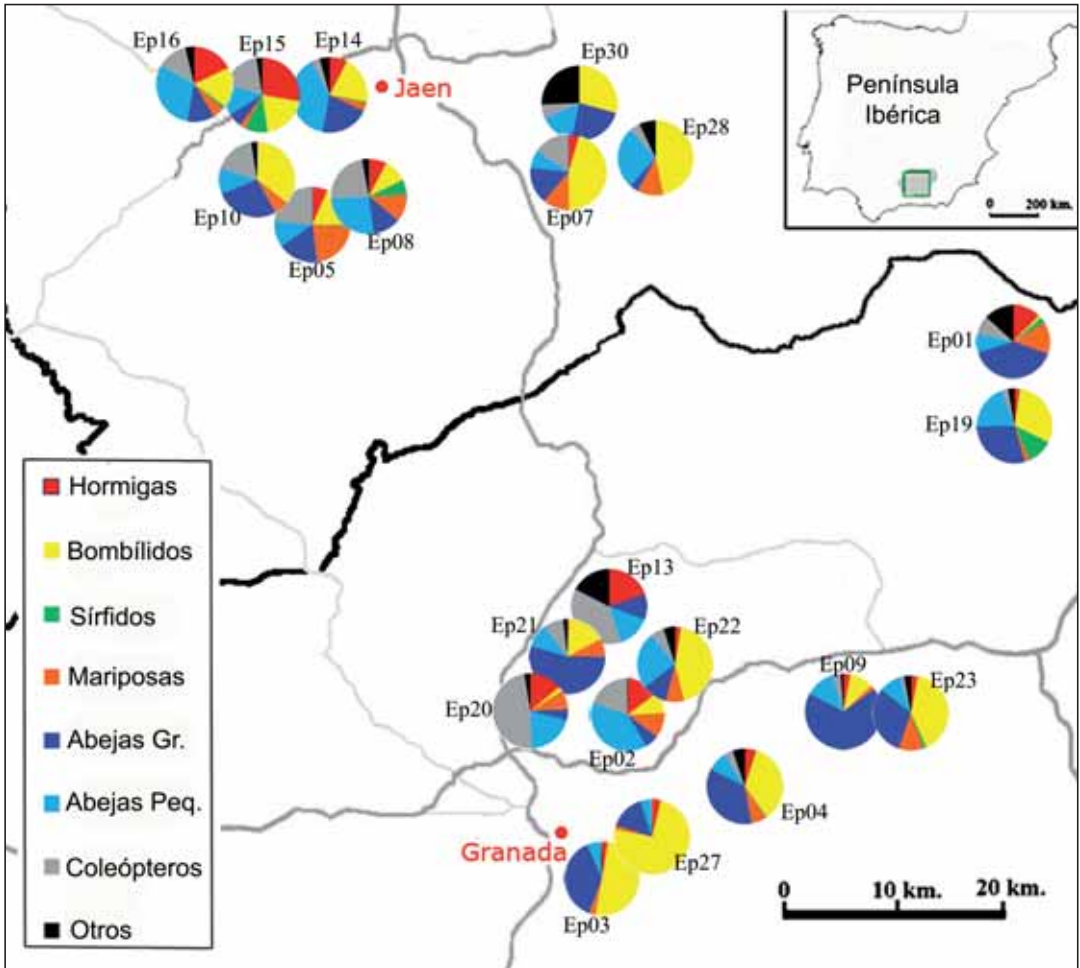 Ep16
Ep15
Ep14
Jaen
Ep30
Ep28
Península
Ibérica
0 200 km.
Ep10
Ep08
Ep05
Ep07
Ep01
Ep19
Hormigas
Bombílidos
Sírfidos
Mariposas
Abejas Gr.
Abejas Peq.
Coleópteros
Otros
Ep13
Ep21
Ep22
Ep20
Ep02
Ep09
Ep23
Ep04
Granada
Ep27
Ep03
0 10 km. 20 km.